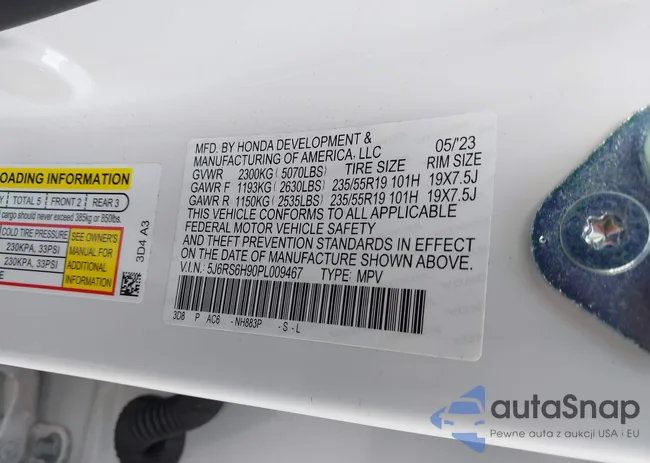 OADING INFORMATION
Y TOTAL 5 FRONT 2 REAR 3
cargo should never exceed 385kg or 850lbs.
COLD TIRE PRESSURE
230KPA, 33PSI
230KPA, 33PSI
E
SEE OWNER'S
MANUAL FOR
ADDITIONAL
INFORMATION
3D4 A3
MFD. BY HONDA DEVELOPMENT & 05/'23
MANUFACTURING OF AMERICA, LLC
GVWR 2300KG (5070LBS) TIRE SIZE RIM SIZE
GAWR F 1193KG (2630LBS) 235/55R19 101H 19X7.5J
GAWR R 1150KG (2535LBS) 235/55R19 101H 19X7.5J
THIS VEHICLE CONFORMS TO ALL APPLICABLE
FEDERAL MOTOR VEHICLE SAFETY
AND THEFT PREVENTION STANDARDS IN EFFECT
ON THE DATE OF MANUFACTURE SHOWN ABOVE.
V.I.N.: 5J6RS6H90PL009467 TYPE: MPV
3D8 P AC6 - NH883P - S - L
autoSnap
Pewne auta z aukcji USA i EU